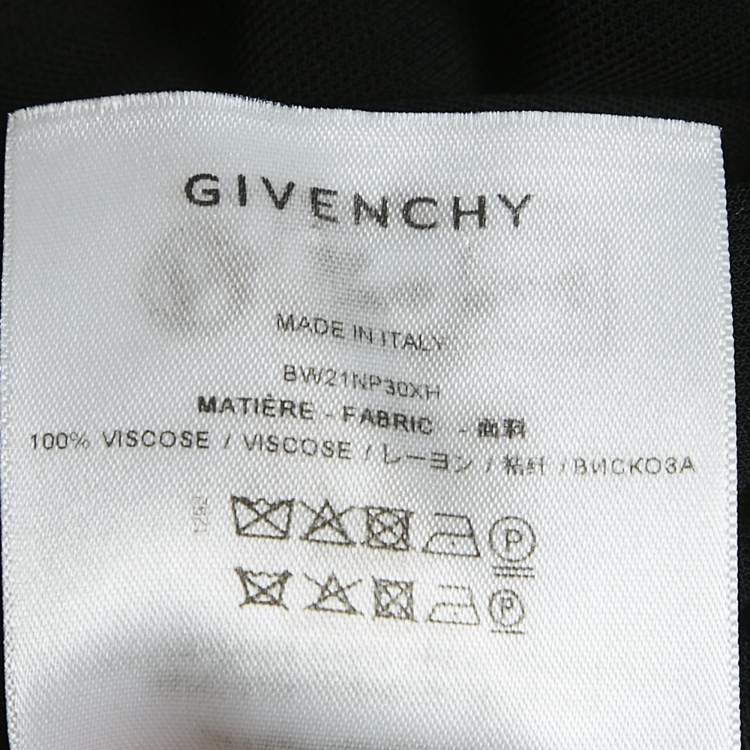 GIVENCHY
MADE IN ITALY
BW21NP30XH
MATIÈRE - FABRIC - 面料
100% VISCOSE / VISCOSE / レーヨン / 粘纤 / ВИСКОЗА
P
P